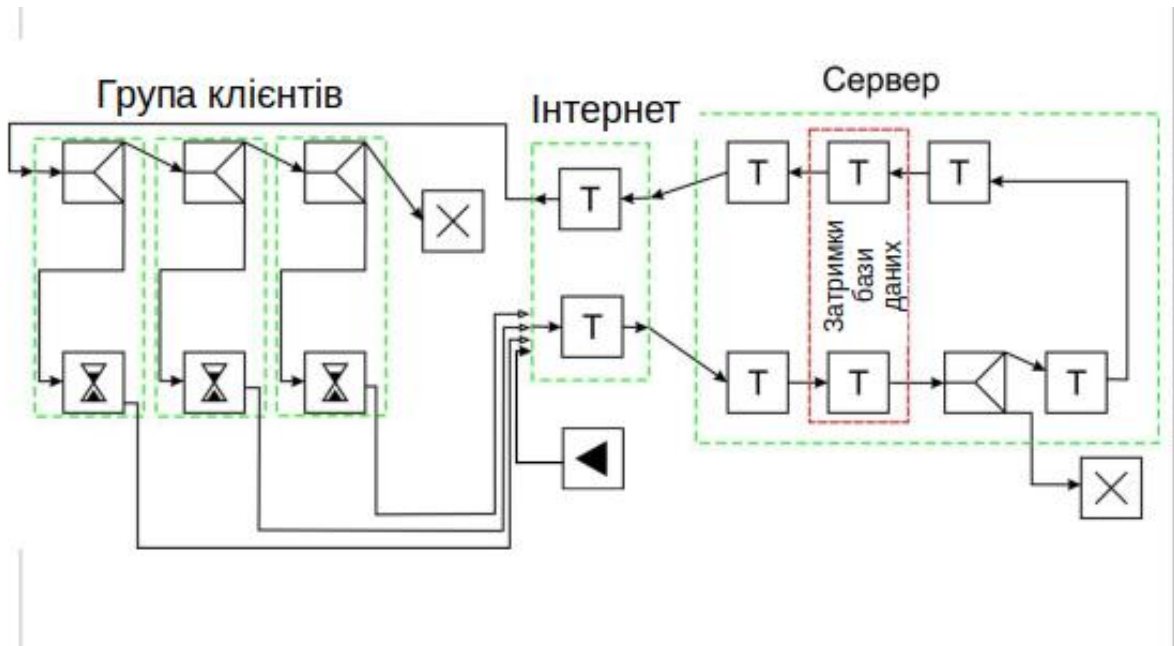 Група клієнтів
Інтернет
Сервер
T
T
T
T
Затримки
бази
даних
T
T
T
T